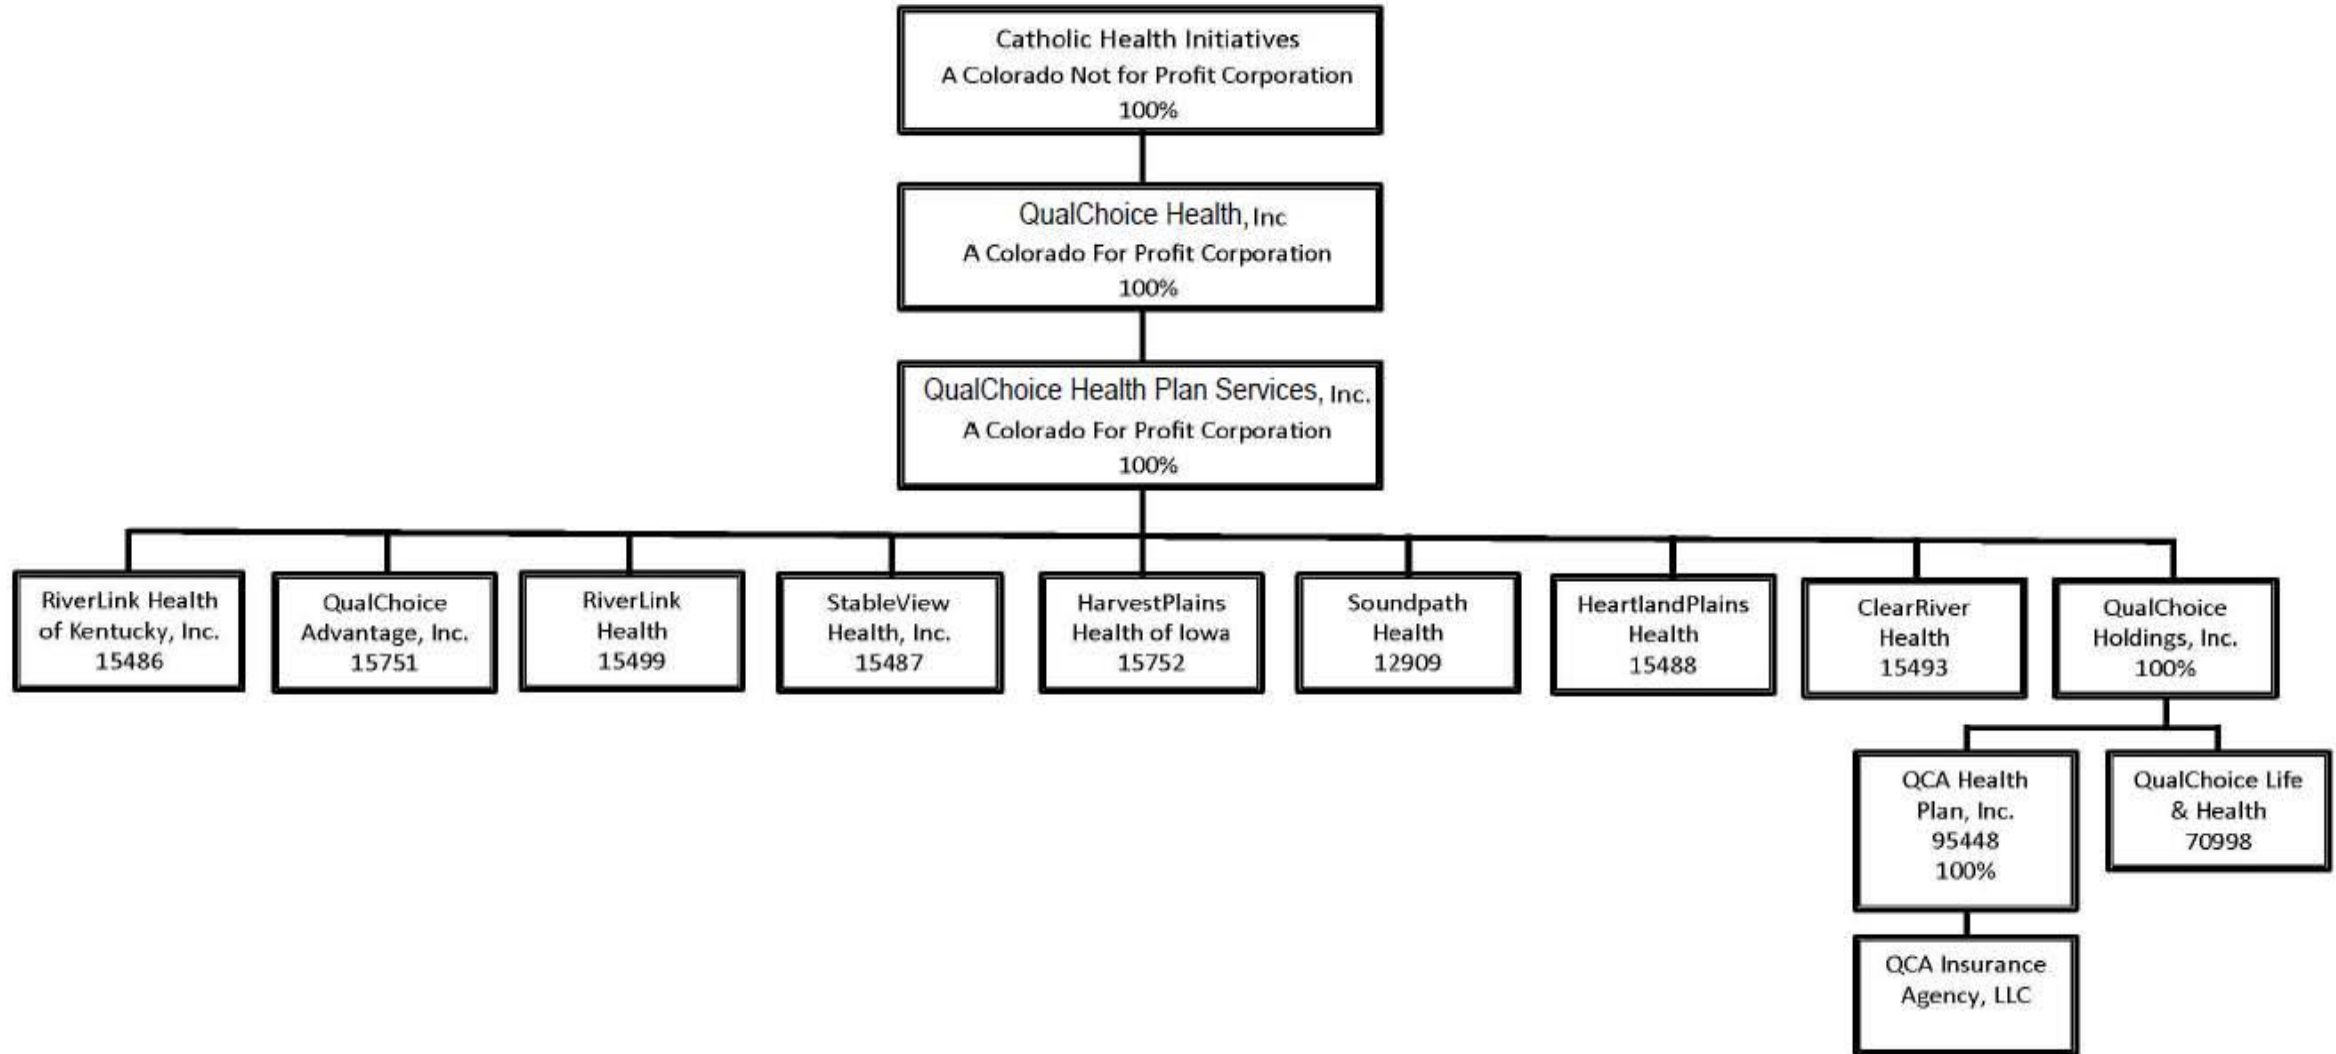 Catholic Health Initiatives
A Colorado Not for Profit Corporation
100%
QualChoice Health, Inc
A Colorado For Profit Corporation
100%
QualChoice Health Plan Services, Inc.
A Colorado For Profit Corporation
100%
RiverLink Health
of Kentucky, Inc.
15486
QualChoice
Advantage, Inc.
15751
RiverLink
Health
15499
StableView
Health, Inc.
15487
HarvestPlains
Health of Iowa
15752
Soundpath
Health
12909
HeartlandPlains
Health
15488
ClearRiver
Health
15493
QualChoice
Holdings, Inc.
100%
QCA Health
Plan, Inc.
95448
100%
QualChoice Life
& Health
70998
QCA Insurance
Agency, LLC